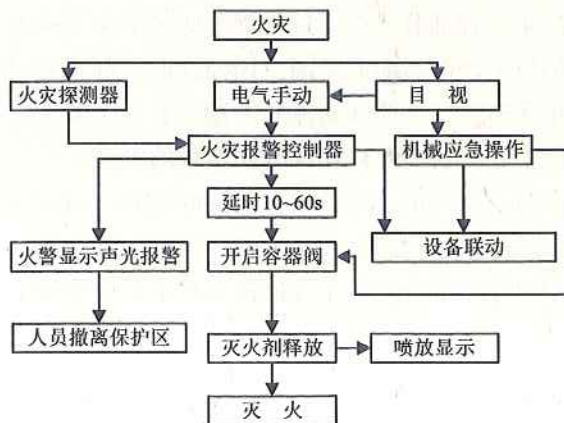 火灾
火灾探测器
电气手动
目 视
火灾报警控制器
机械应急操作
延时10~60s
火警显示声光报警
开启容器阀
设备联动
人员撤离保护区
灭火剂释放
喷放显示
灭 火